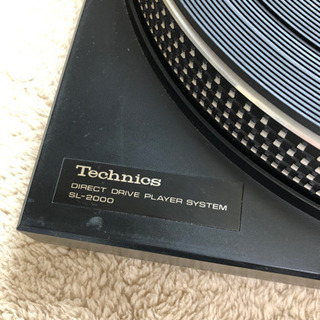 Technics
DIRECT DRIVE PLAYER SYSTEM
SL-2000